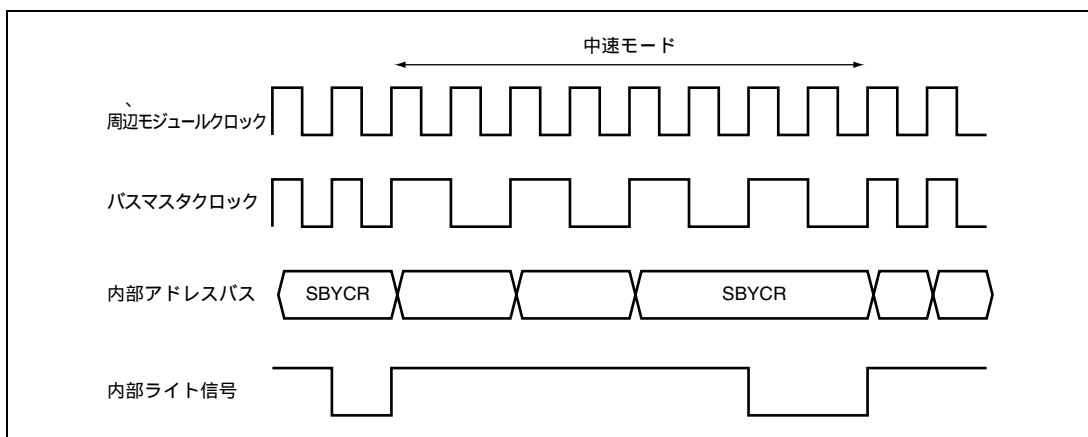 中速モード
周辺モジュールクロック
バスマスタクロック
内部アドレスバス
SBYCR
SBYCR
内部ライト信号